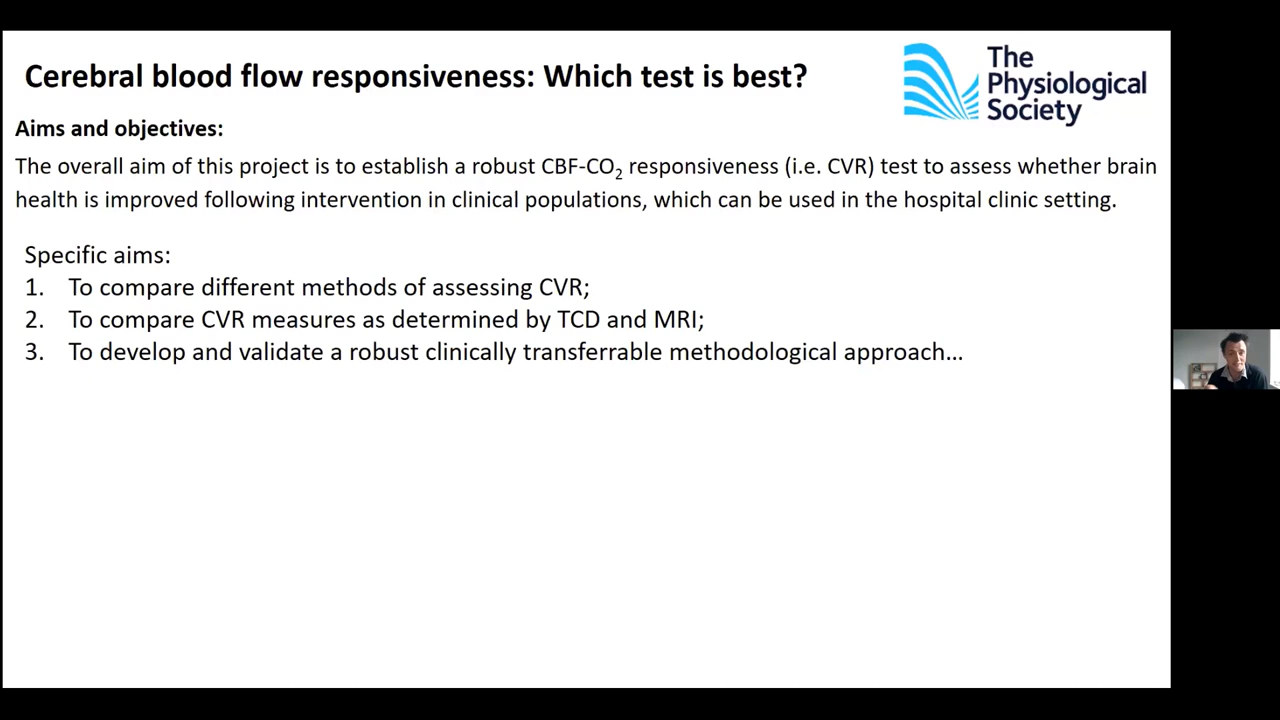 Cerebral blood flow responsiveness: Which test is best?
The
Physiological
Society
Aims and objectives:
The overall aim of this project is to establish a robust CBF-CO₂ responsiveness (i.e. CVR) test to assess whether brain
health is improved following intervention in clinical populations, which can be used in the hospital clinic setting.
Specific aims:
1. To compare different methods of assessing CVR;
2. To compare CVR measures as determined by TCD and MRI;
3. To develop and validate a robust clinically transferrable methodological approach...